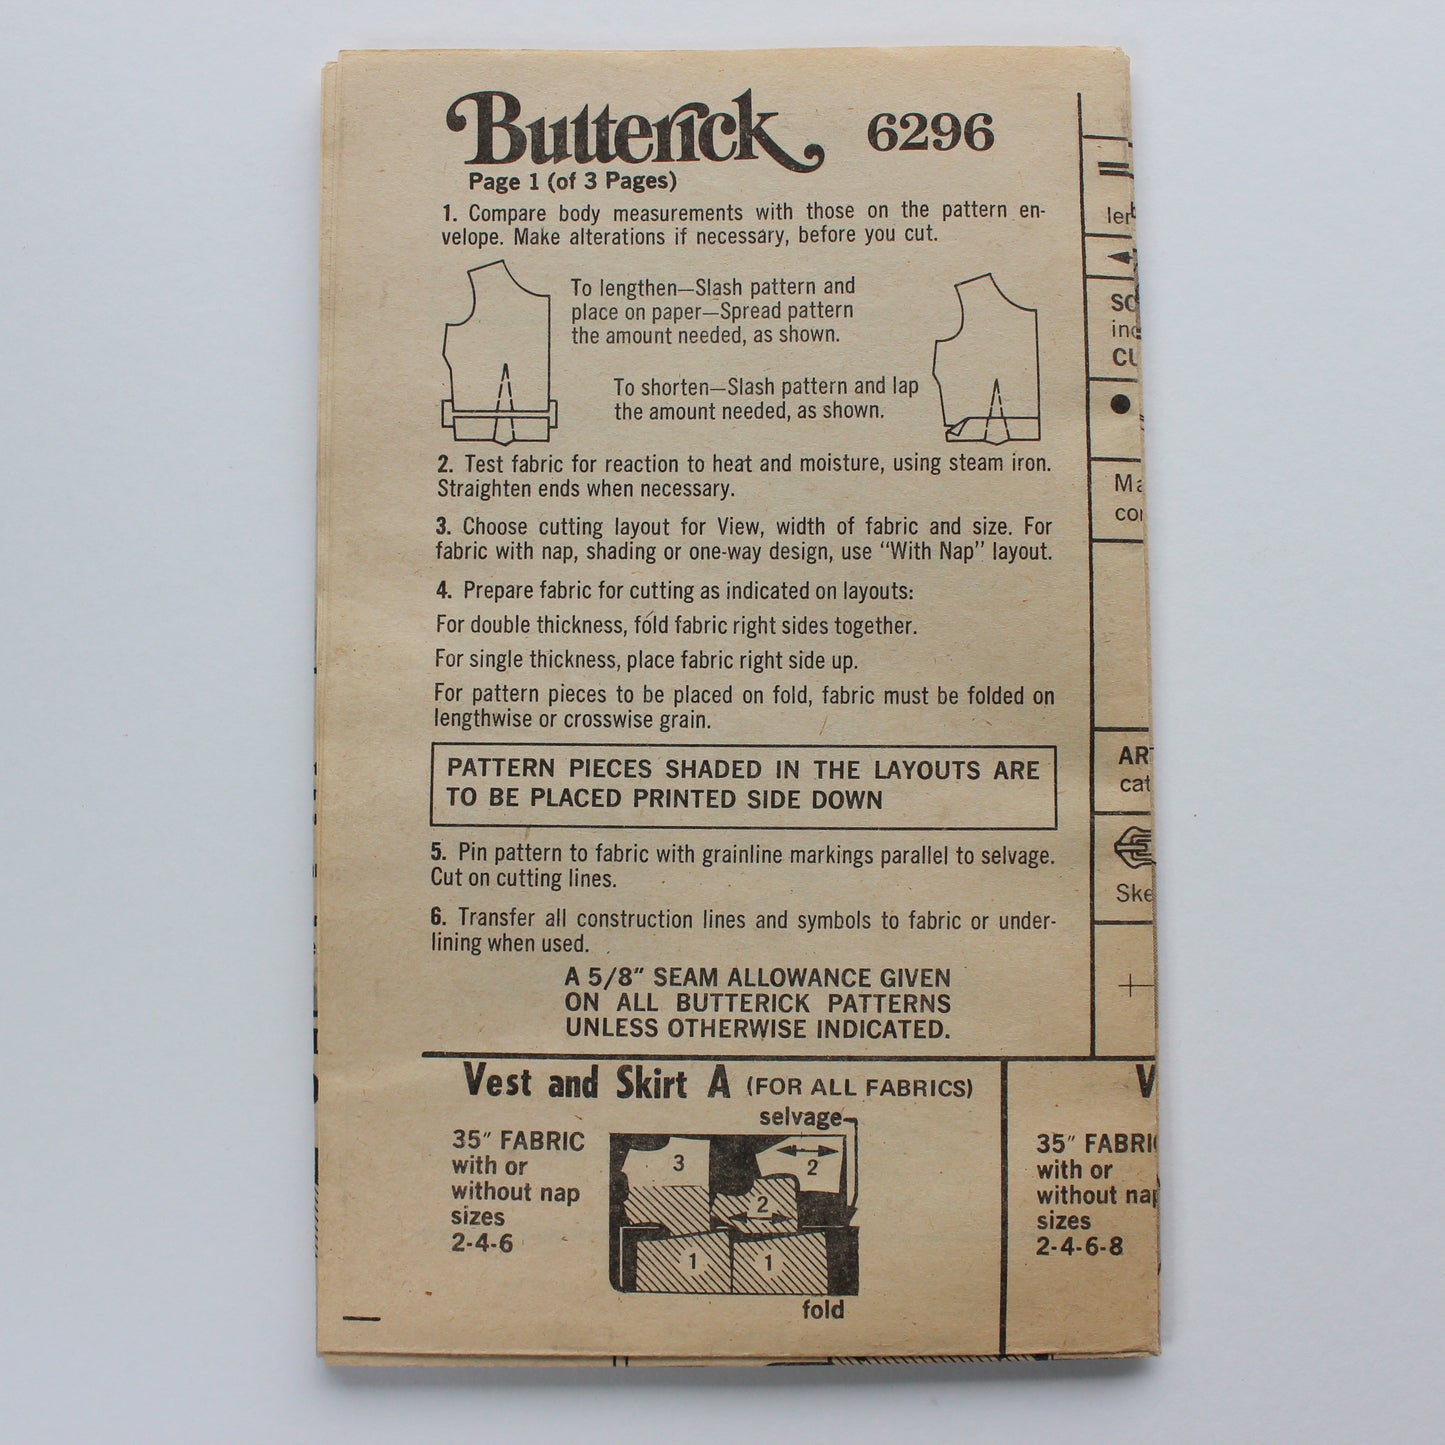 Butterick 6296
Page 1 (of 3 Pages)
1. Compare body measurements with those on the pattern en-
velope. Make alterations if necessary, before you cut.
To lengthen—Slash pattern and
place on paper—Spread pattern
the amount needed, as shown.
To shorten—Slash pattern and lap
the amount needed, as shown.
2. Test fabric for reaction to heat and moisture, using steam iron.
Straighten ends when necessary.
3. Choose cutting layout for View, width of fabric and size. For
fabric with nap, shading or one-way design, use “With Nap” layout.
4. Prepare fabric for cutting as indicated on layouts:
For double thickness, fold fabric right sides together.
For single thickness, place fabric right side up.
For pattern pieces to be placed on fold, fabric must be folded on
lengthwise or crosswise grain.
PATTERN PIECES SHADED IN THE LAYOUTS ARE
TO BE PLACED PRINTED SIDE DOWN
5. Pin pattern to fabric with grainline markings parallel to selvage.
Cut on cutting lines.
6. Transfer all construction lines and symbols to fabric or under-
lining when used.
A 5/8″ SEAM ALLOWANCE GIVEN
ON ALL BUTTERICK PATTERNS
UNLESS OTHERWISE INDICATED.
Vest and Skirt A (FOR ALL FABRICS)
selvage
35″ FABRIC
with or
without nap
sizes
2-4-6
3
2
2
1
1
fold
35″ FABRI
with or
without nap
sizes
2-4-6-8